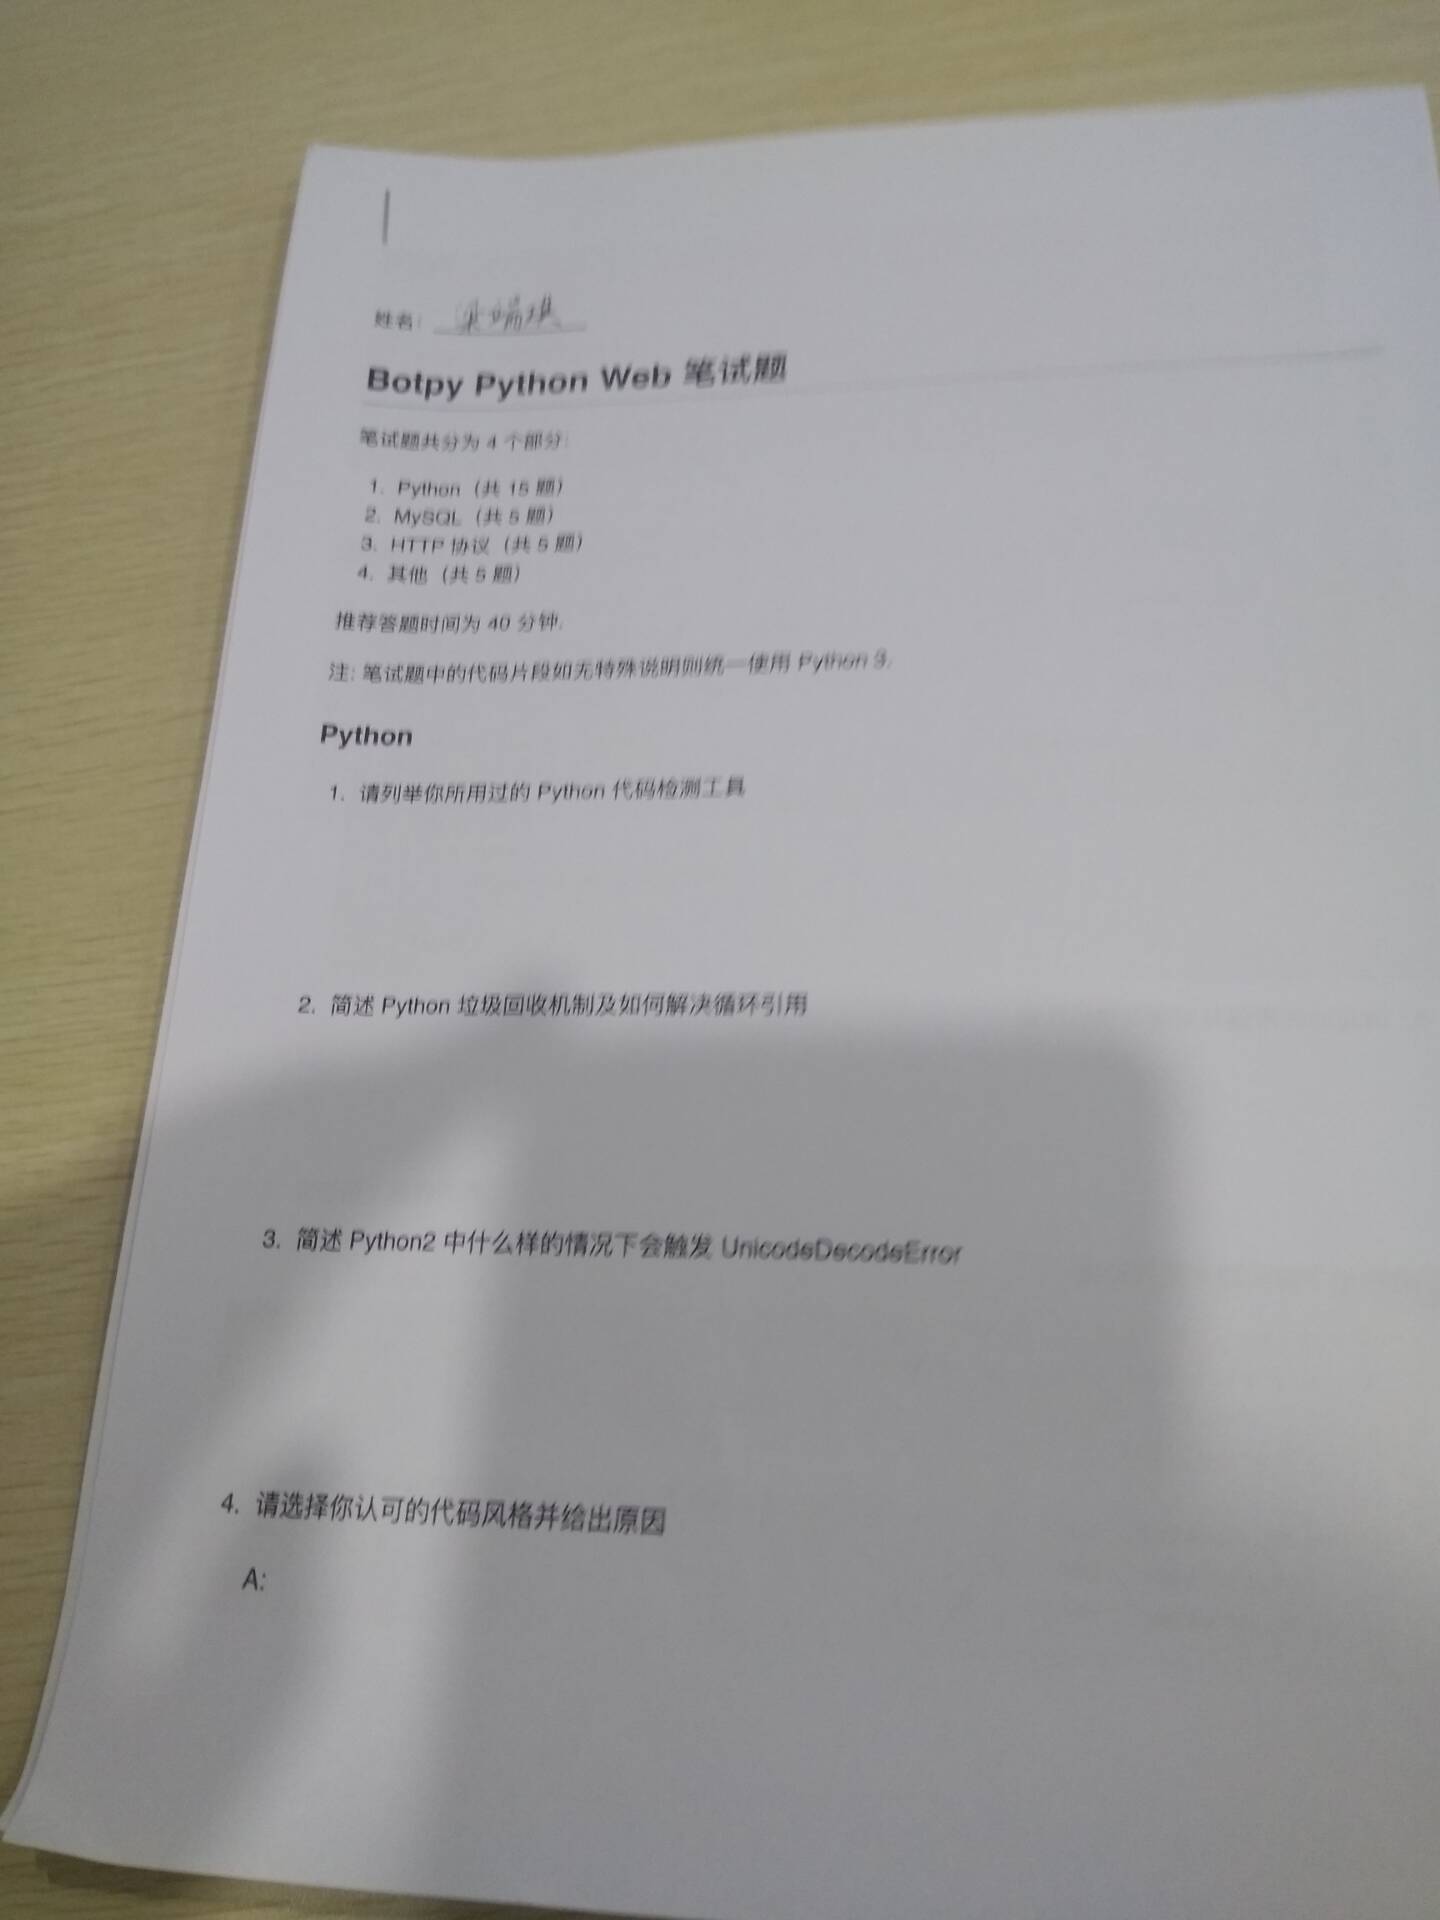 姓名: 梁端琪
Botpy Python Web 笔试题
笔试题共分为 4 个部分:
1. Python（共 15 题）
2. MySQL（共 5 题）
3. HTTP 协议（共 5 题）
4. 其他（共 5 题）
推荐答题时间为 40 分钟.
注: 笔试题中的代码片段如无特殊说明则统一使用 Python 3.
Python
1. 请列举你所用过的 Python 代码检测工具
2. 简述 Python 垃圾回收机制及如何解决循环引用
3. 简述 Python2 中什么样的情况下会触发 UnicodeDecodeError
4. 请选择你认可的代码风格并给出原因
A: